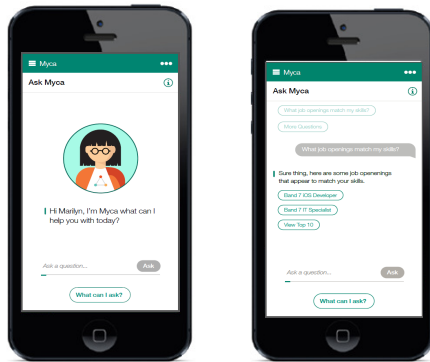 Myca
Ask Myca
Hi Marilyn, I'm Myca what can I
help you with today?
Ask a question...
Ask
What can I ask?
Myca
Ask Myca
What job openings match my skills?
More Questions
What job openings match my skills?
Sure thing, here are some job openenings
that appear to match your skills.
Band 7 iOS Developer
Band 7 IT Specialist
View Top 10
Ask a question...
Ask
What can I ask?